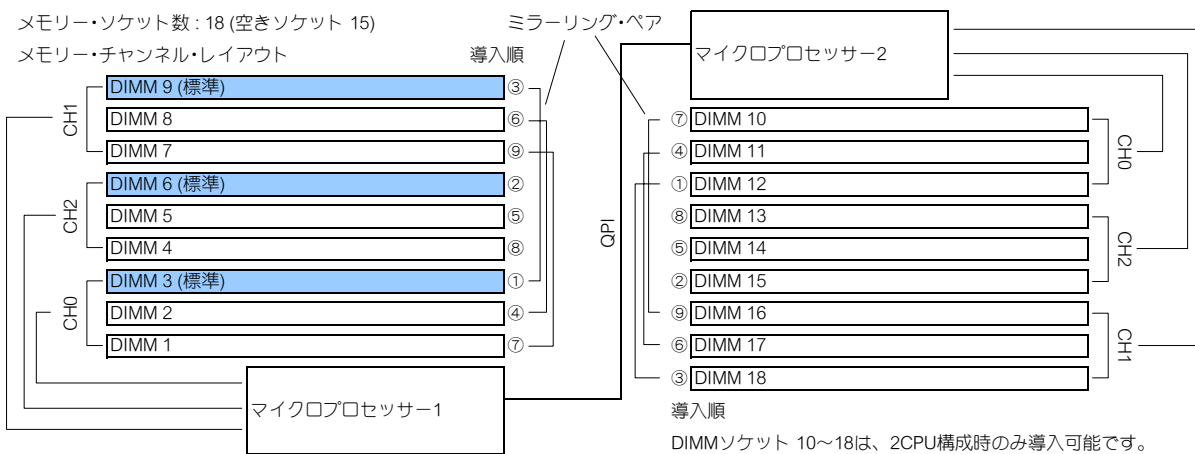 メモリー・ソケット数 : 18 (空きソケット 15)
ミラーリング・ペア
メモリー・チャンネル・レイアウト
導入順
マイクロプロセッサー2
DIMM 9 (標準) ③
DIMM 8 ⑥
DIMM 7 ⑨
CH1
DIMM 6 (標準) ②
DIMM 5 ⑤
DIMM 4 ⑧
CH2
DIMM 3 (標準) ①
DIMM 2 ④
DIMM 1 ⑦
CH0
マイクロプロセッサー1
QPI
⑦ DIMM 10
④ DIMM 11
① DIMM 12
CH0
⑧ DIMM 13
⑤ DIMM 14
② DIMM 15
CH2
⑨ DIMM 16
⑥ DIMM 17
③ DIMM 18
CH1
導入順
DIMMソケット 10～18は、2CPU構成時のみ導入可能です。